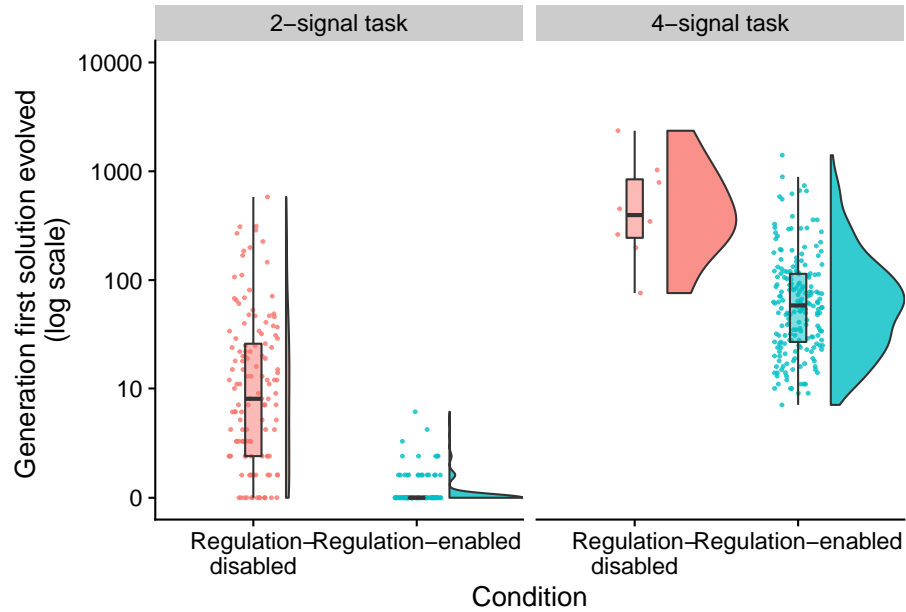 2−signal task
4−signal task
Generation first solution evolved
(log scale)
10000
1000
100
10
0
Regulation−
disabled
Regulation−enabled
Regulation−
disabled
Regulation−enabled
Condition